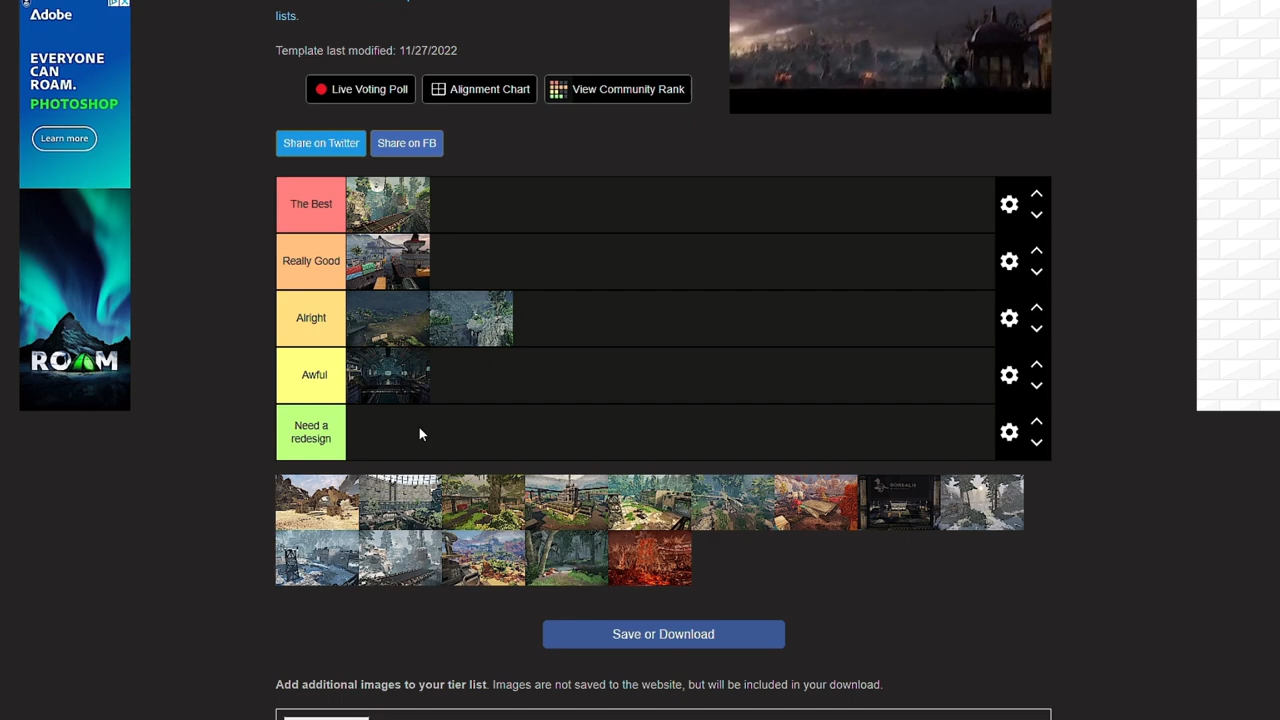 Adobe
EVERYONE
CAN
ROAM.
PHOTOSHOP
Learn more
ROAM
lists.
Template last modified: 11/27/2022
Live Voting Poll
Alignment Chart
View Community Rank
Share on Twitter
Share on FB
The Best
Really Good
Alright
Awful
Need a
redesign
BOREALIS
Save or Download
Add additional images to your tier list. Images are not saved to the website, but will be included in your download.